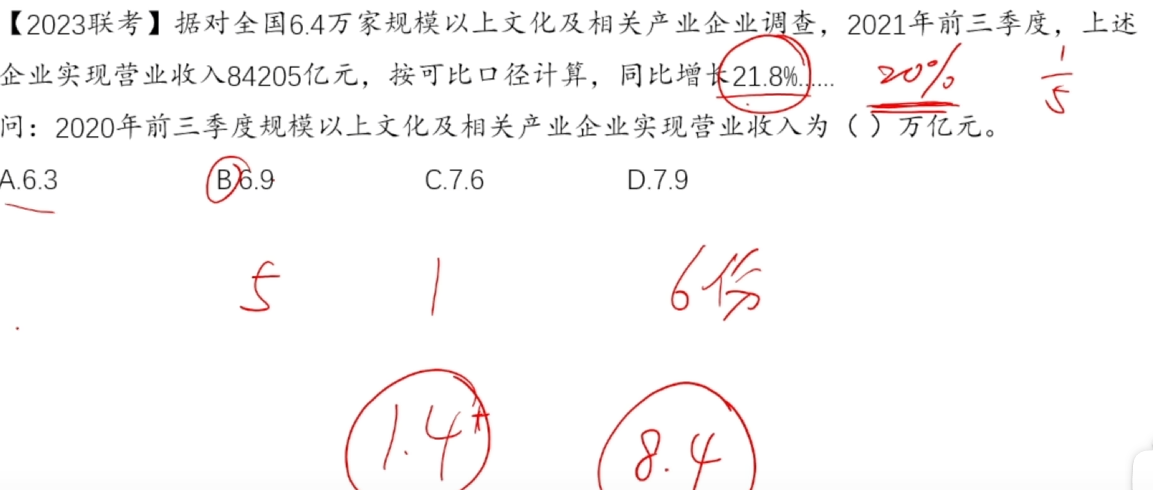 【2023联考】据对全国6.4万家规模以上文化及相关产业企业调查，2021年前三季度，上述
企业实现营业收入84205亿元，按可比口径计算，同比增长21.8%…… 20% 1/5
问：2020年前三季度规模以上文化及相关产业企业实现营业收入为（ ）万亿元。
A.6.3 B.6.9 C.7.6 D.7.9
5 1 6份
1.4+ 8.4